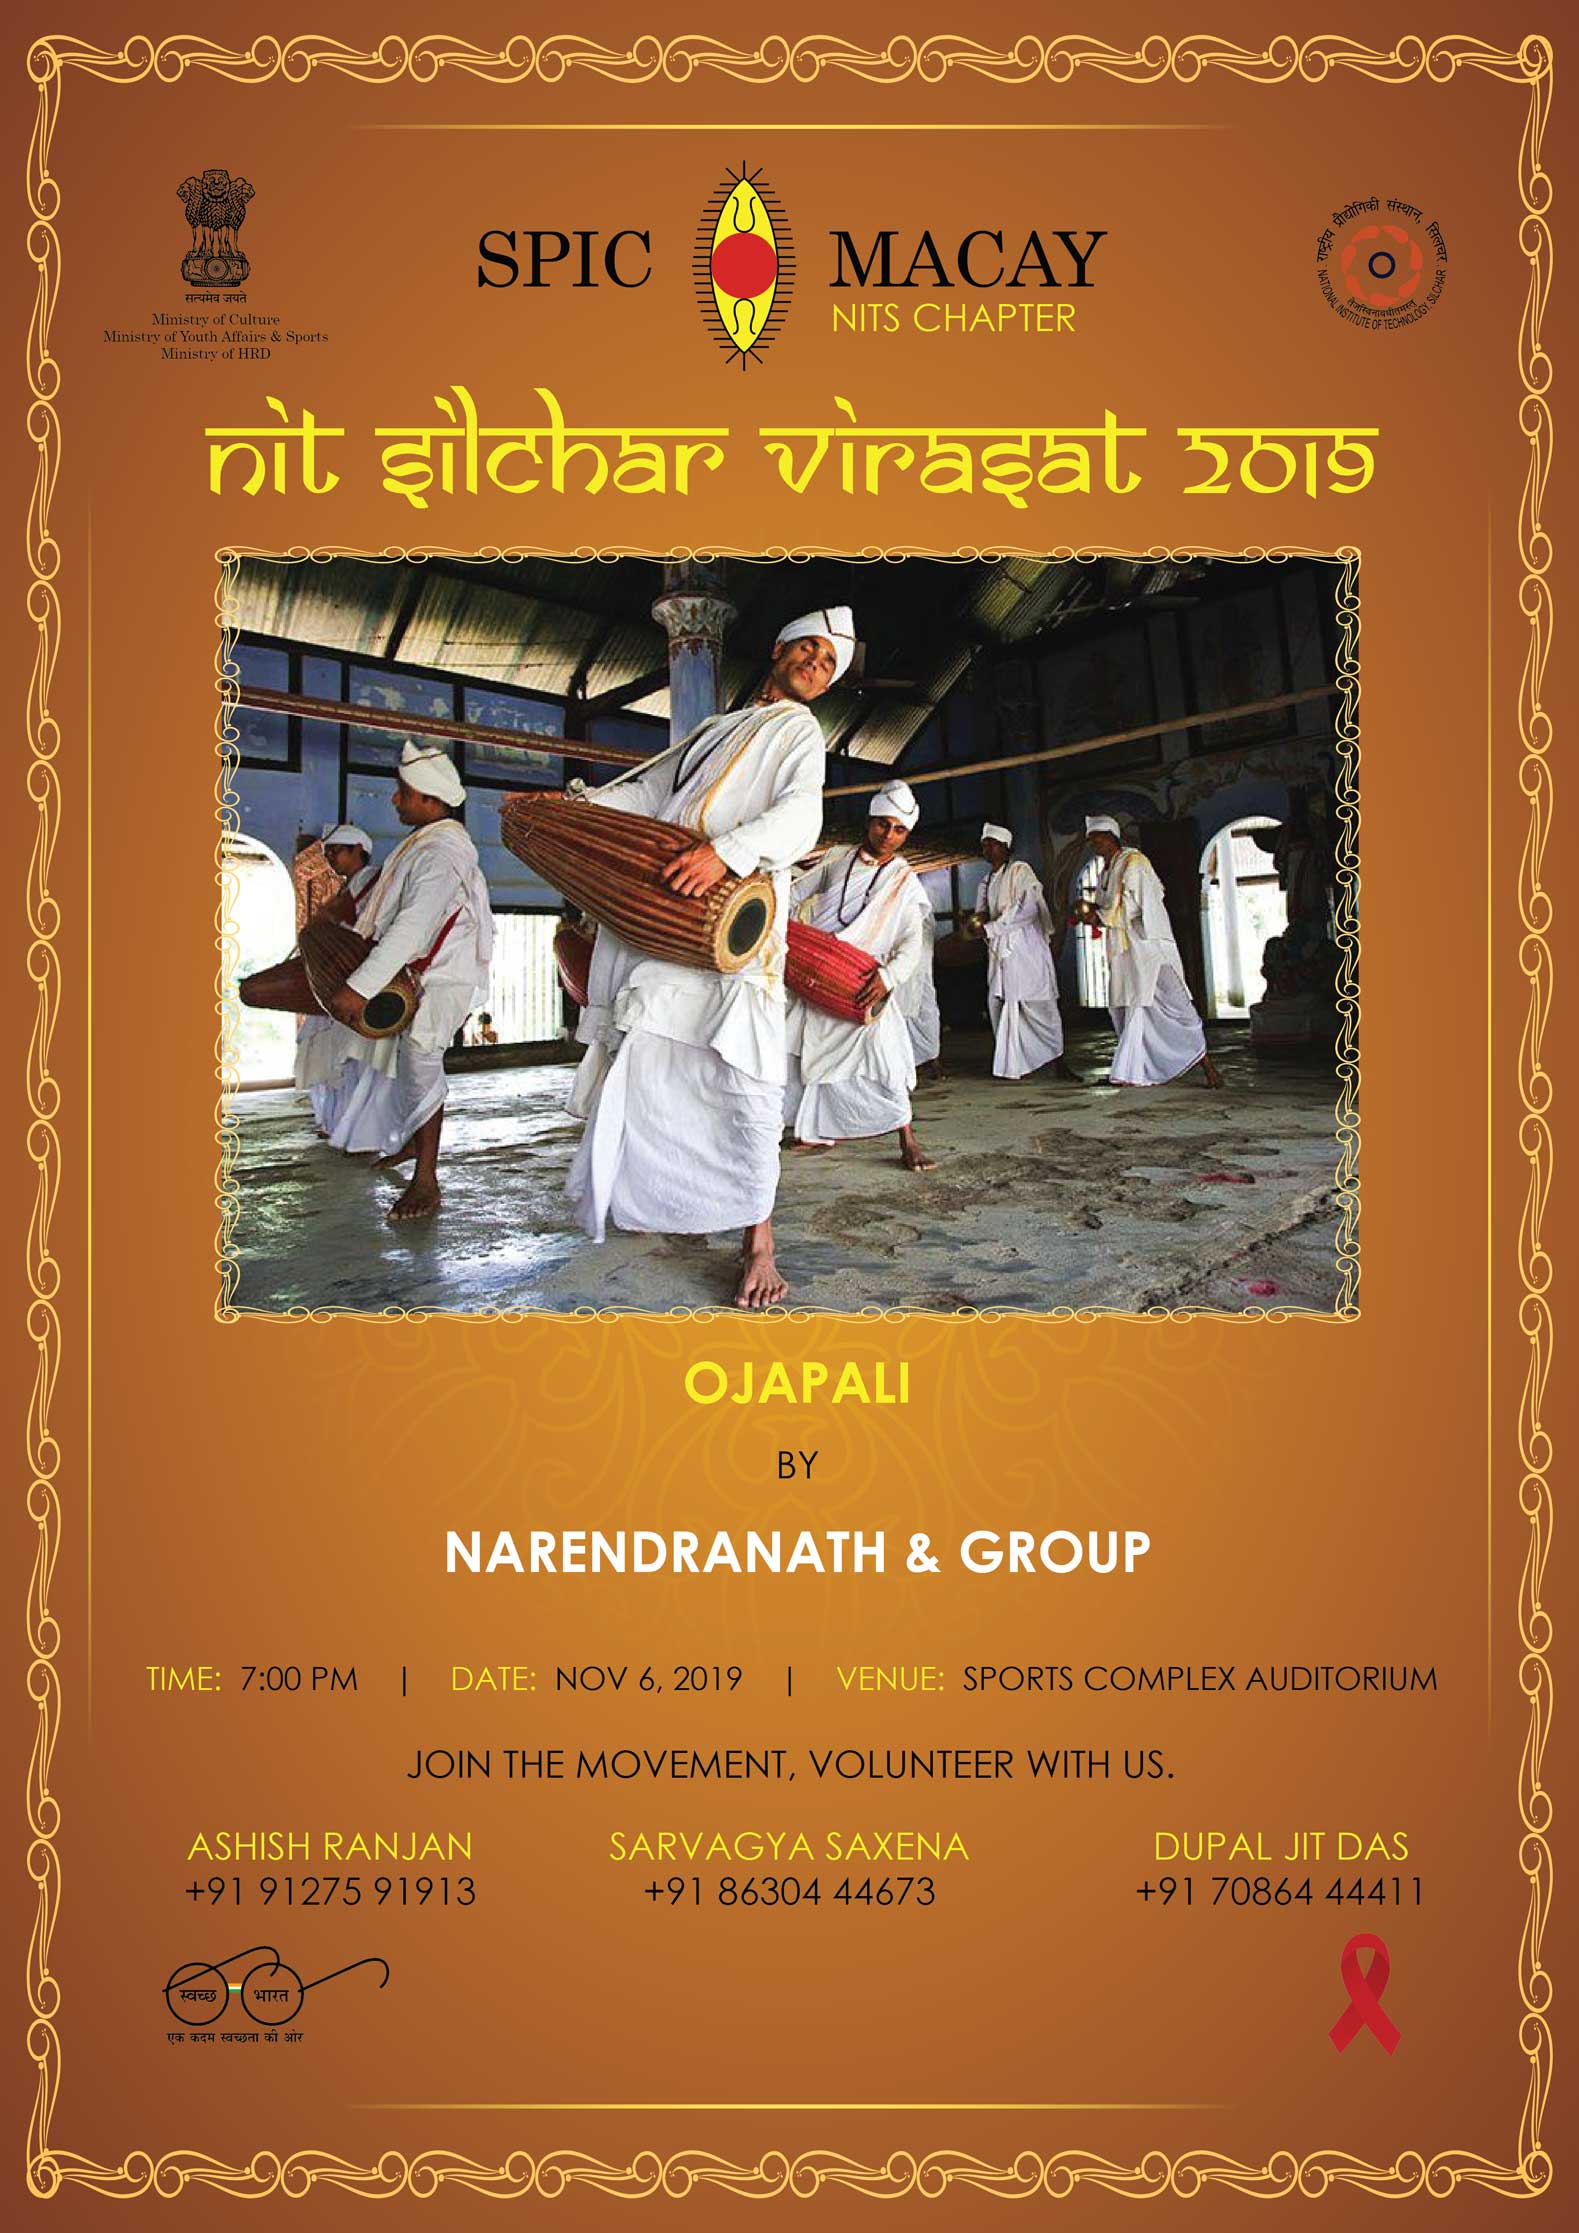 सत्यमेव जयते
Ministry of Culture
Ministry of Youth Affairs & Sports
Ministry of HRD
SPIC MACAY
NITS CHAPTER
राष्ट्रीय प्रौद्योगिकी संस्थान, सिलचर
तेजस्विनावधीतमस्तु
NATIONAL INSTITUTE OF TECHNOLOGY, SILCHAR
nit silchar virasat 2019
OJAPALI
BY
NARENDRANATH & GROUP
TIME: 7:00 PM | DATE: NOV 6, 2019 | VENUE: SPORTS COMPLEX AUDITORIUM
JOIN THE MOVEMENT, VOLUNTEER WITH US.
ASHISH RANJAN SARVAGYA SAXENA DUPAL JIT DAS
+91 91275 91913 +91 86304 44673 +91 70864 44411
स्वच्छ भारत
एक कदम स्वच्छता की ओर